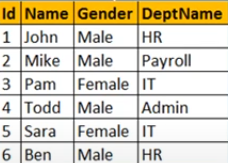 Id Name Gender DeptName
1 John Male HR
2 Mike Male Payroll
3 Pam Female IT
4 Todd Male Admin
5 Sara Female IT
6 Ben Male HR